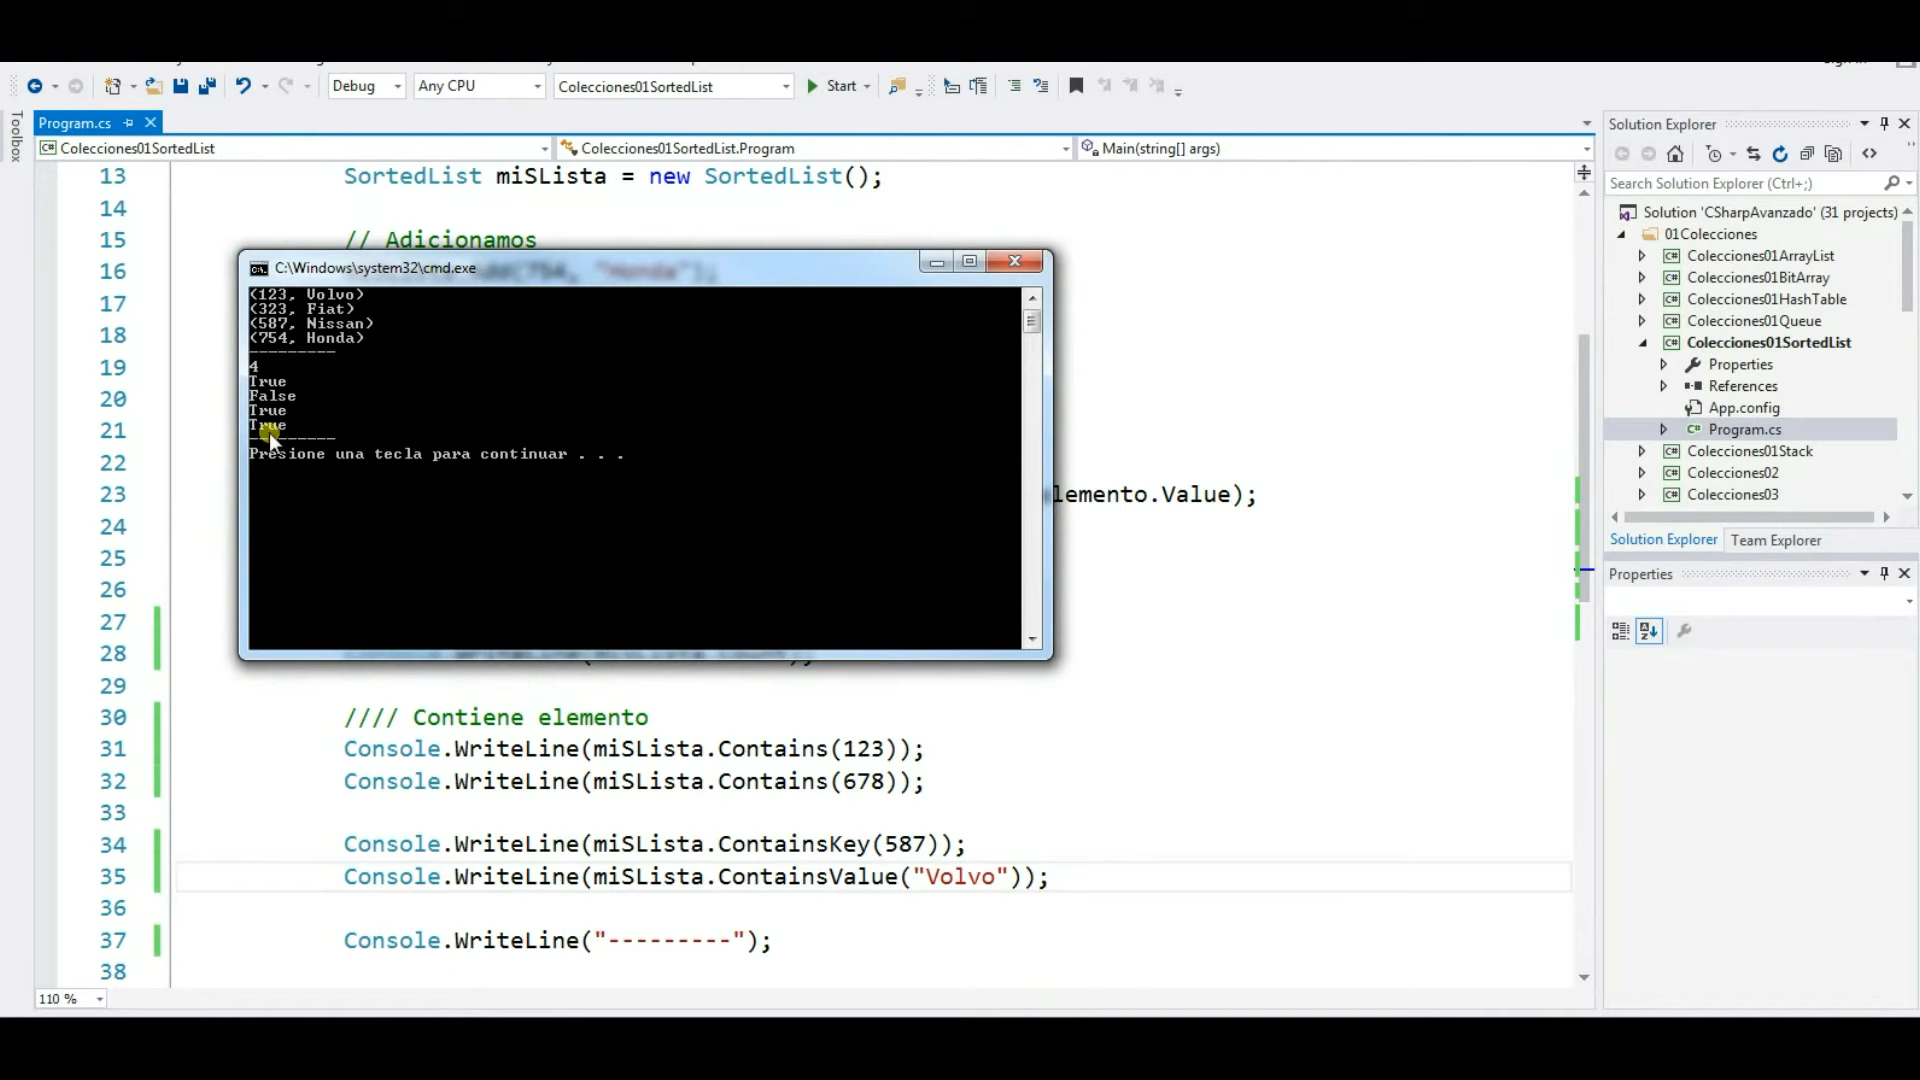 Debug
Any CPU
Colecciones01SortedList
Start
Toolbox
Program.cs
Colecciones01SortedList
Colecciones01SortedList.Program
Main(string[] args)
13 SortedList miSLista = new SortedList();
14
15 // Adicionamos
16
17
18
19
20
21
22
23 lemento.Value);
24
25
26
27
28
29
30 //// Contiene elemento
31 Console.WriteLine(miSLista.Contains(123));
32 Console.WriteLine(miSLista.Contains(678));
33
34 Console.WriteLine(miSLista.ContainsKey(587));
35 Console.WriteLine(miSLista.ContainsValue("Volvo"));
36
37 Console.WriteLine("---------");
38
110 %
C:\Windows\system32\cmd.exe
(123, Volvo)
(323, Fiat)
(587, Nissan)
(754, Honda)
---------
4
True
False
True
True
---------
Presione una tecla para continuar . . .
Solution Explorer
Search Solution Explorer (Ctrl+;)
Solution 'CSharpAvanzado' (31 projects)
01Colecciones
Colecciones01ArrayList
Colecciones01BitArray
Colecciones01HashTable
Colecciones01Queue
Colecciones01SortedList
Properties
References
App.config
Program.cs
Colecciones01Stack
Colecciones02
Colecciones03
Solution Explorer
Team Explorer
Properties